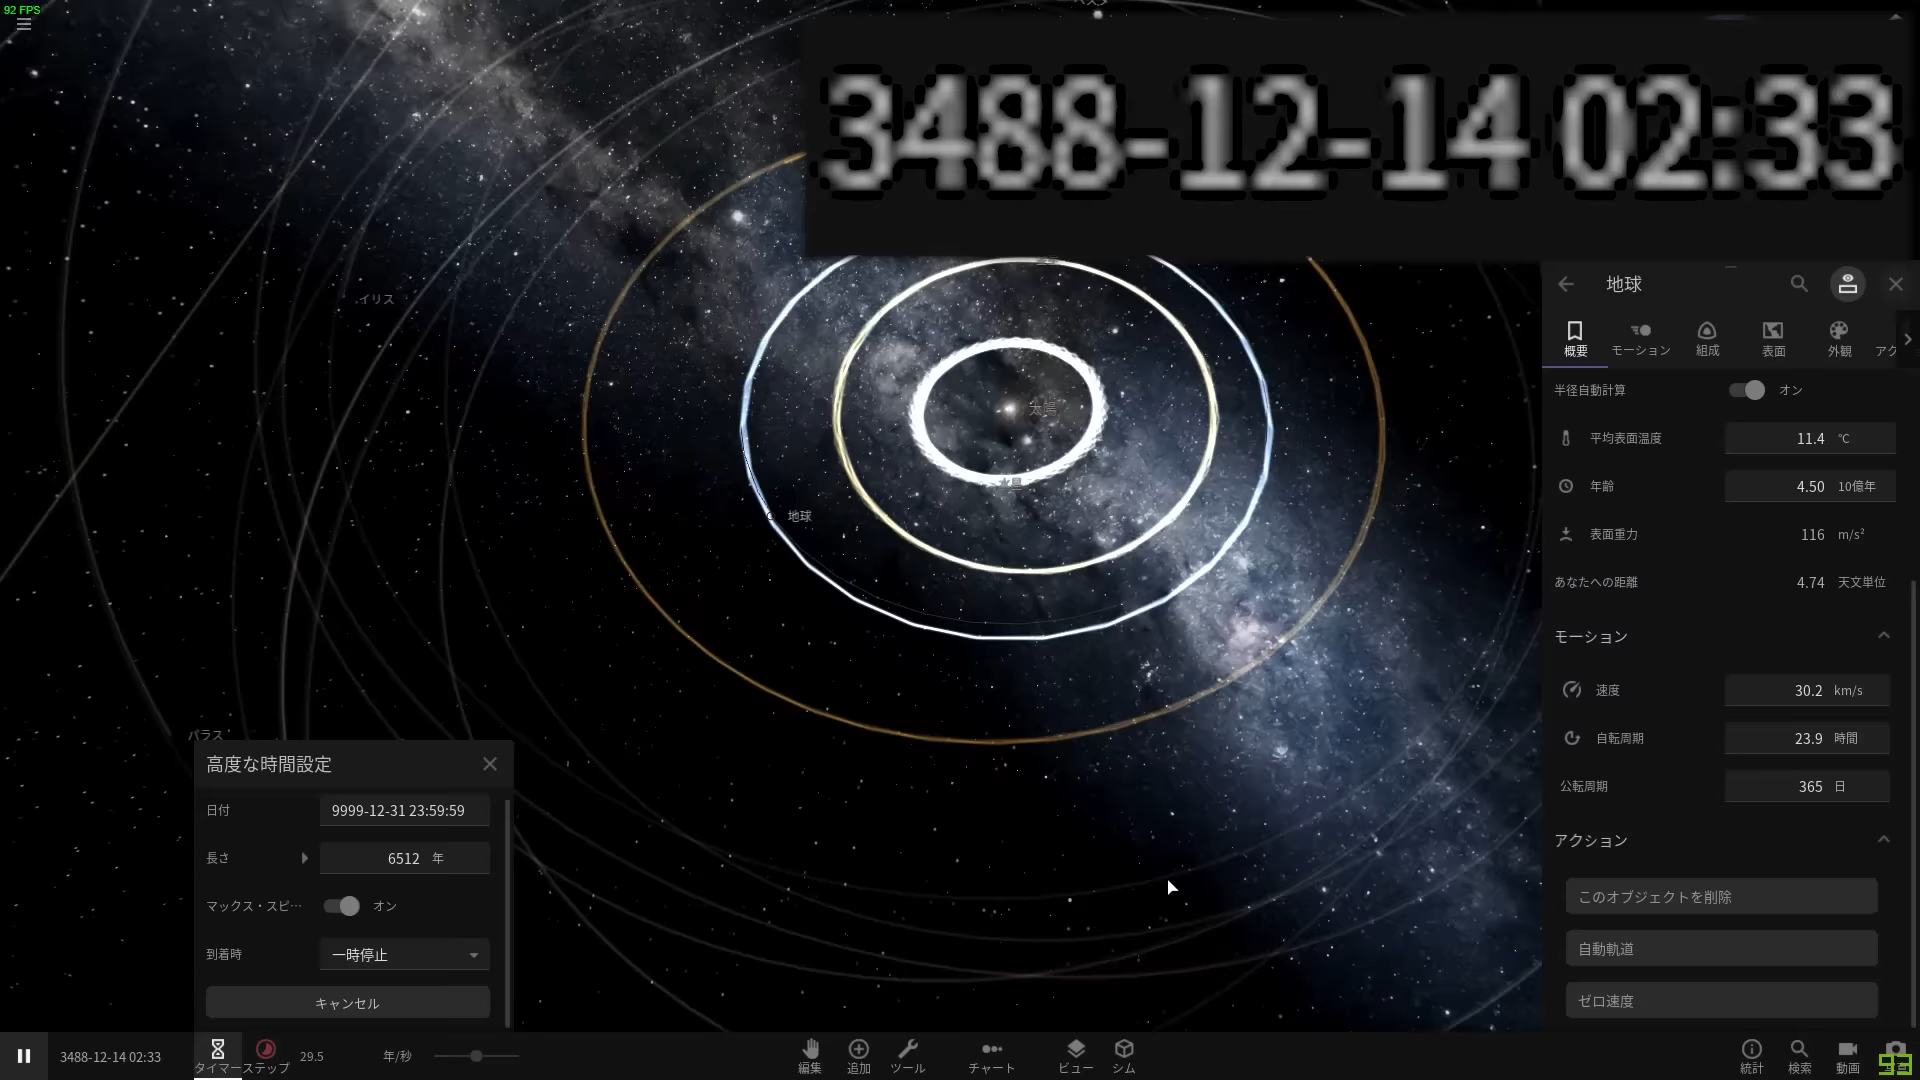 92 FPS
3488-12-14 02:33
イリス
太陽
水星
地球
パラス
地球
概要
モーション
組成
表面
外観
アク
半径自動計算 オン
平均表面温度 11.4 ℃
年齢 4.50 10億年
表面重力 116 m/s²
あなたへの距離 4.74 天文単位
モーション
速度 30.2 km/s
自転周期 23.9 時間
公転周期 365 日
アクション
このオブジェクトを削除
自動軌道
ゼロ速度
高度な時間設定
日付 9999-12-31 23:59:59
長さ 6512 年
マックス・スピ… オン
到着時 一時停止
キャンセル
3488-12-14 02:33
タイマー
ステップ
29.5 年/秒
編集
追加
ツール
チャート
ビュー
シム
統計
検索
動画
93